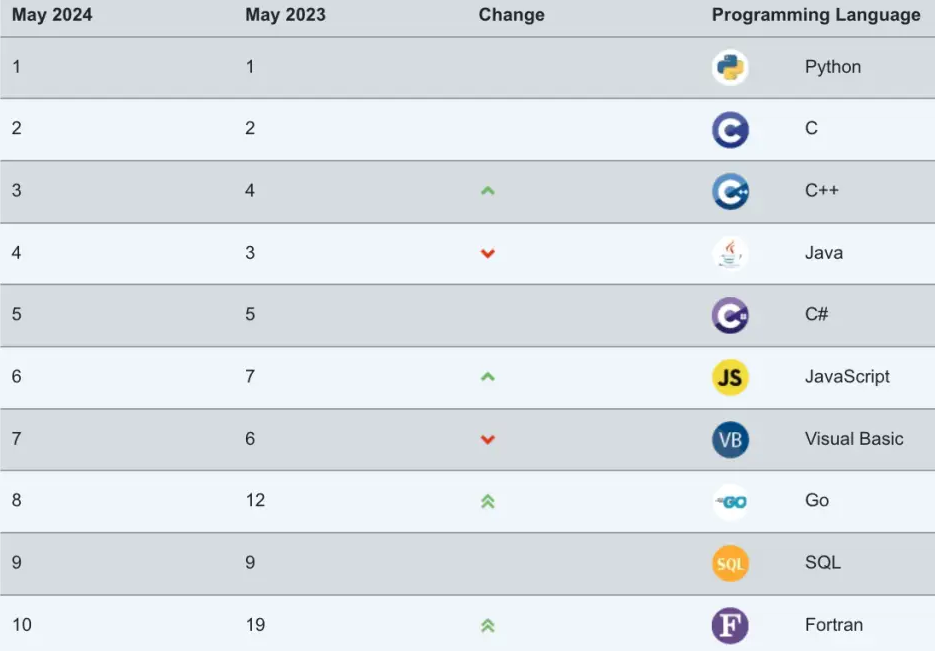 May 2024 May 2023 Change Programming Language
1 1 Python
2 2 C C
3 4 C++ C++
4 3 Java
5 5 C# C#
6 7 JS JavaScript
7 6 VB Visual Basic
8 12 GO Go
9 9 SQL SQL
10 19 F Fortran